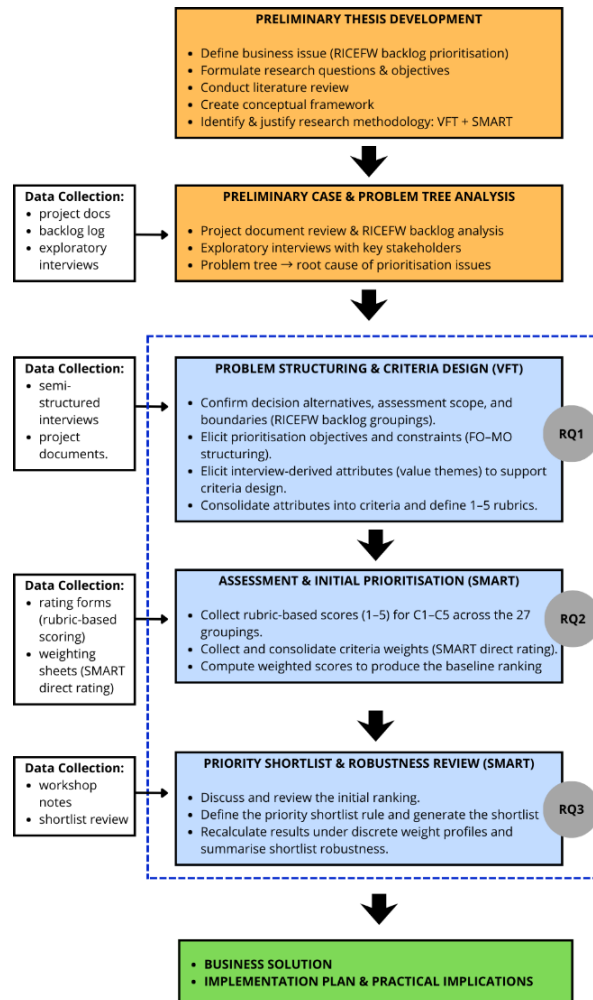 PRELIMINARY THESIS DEVELOPMENT
• Define business issue (RICEFW backlog prioritisation)
• Formulate research questions & objectives
• Conduct literature review
• Create conceptual framework
• Identify & justify research methodology: VFT + SMART
Data Collection:
• project docs
• backlog log
• exploratory
interviews
PRELIMINARY CASE & PROBLEM TREE ANALYSIS
• Project document review & RICEFW backlog analysis
• Exploratory interviews with key stakeholders
• Problem tree → root cause of prioritisation issues
Data Collection:
• semi-
structured
interviews
• project
documents.
PROBLEM STRUCTURING & CRITERIA DESIGN (VFT)
• Confirm decision alternatives, assessment scope, and
boundaries (RICEFW backlog groupings).
• Elicit prioritisation objectives and constraints (FO–MO
structuring).
• Elicit interview-derived attributes (value themes) to support
criteria design.
• Consolidate attributes into criteria and define 1–5 rubrics.
RQ1
Data Collection:
• rating forms
(rubric-based
scoring)
• weighting
sheets (SMART
direct rating)
ASSESSMENT & INITIAL PRIORITISATION (SMART)
• Collect rubric-based scores (1–5) for C1–C5 across the 27
groupings.
• Collect and consolidate criteria weights (SMART direct rating).
• Compute weighted scores to produce the baseline ranking
RQ2
Data Collection:
• workshop
notes
• shortlist review
PRIORITY SHORTLIST & ROBUSTNESS REVIEW (SMART)
• Discuss and review the initial ranking.
• Define the priority shortlist rule and generate the shortlist
• Recalculate results under discrete weight profiles and
summarise shortlist robustness.
RQ3
• BUSINESS SOLUTION
• IMPLEMENTATION PLAN & PRACTICAL IMPLICATIONS